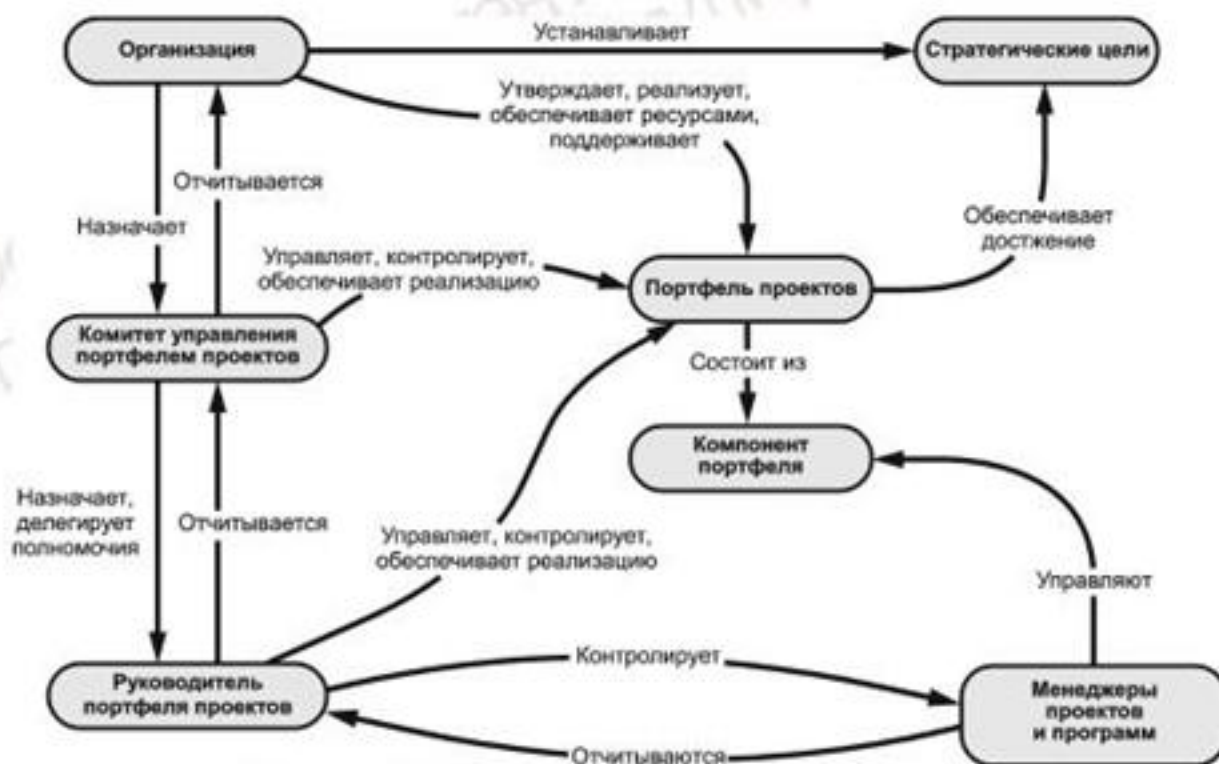 Организация
Устанавливает
Стратегические цели
Утверждает, реализует,
обеспечивает ресурсами,
поддерживает
Отчитывается
Назначает
Обеспечивает
достжение
Управляет, контролирует,
обеспечивает реализацию
Портфель проектов
Комитет управления
портфелем проектов
Состоит из
Компонент
портфеля
Назначает,
делегирует
полномочия
Отчитывается
Управляет, контролирует,
обеспечивает реализацию
Управляют
Контролирует
Руководитель
портфеля проектов
Менеджеры
проектов
и программ
Отчитываются